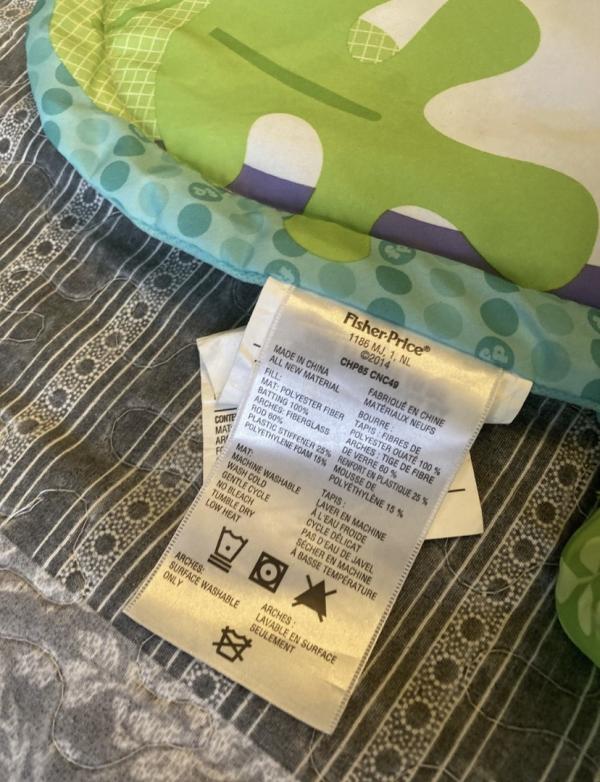 Fisher-Price®
1186 MJ, 1, NL
©2014
CHP85 CNC49
MADE IN CHINA
ALL NEW MATERIAL
FILL:
MAT: POLYESTER FIBER
BATTING 100%
ARCHES: FIBERGLASS
ROD 60%
PLASTIC STIFFENER 25%
POLYETHYLENE FOAM 15%
FABRIQUÉ EN CHINE
MATÉRIAUX NEUFS
BOURRE :
TAPIS : FIBRES DE
POLYESTER OUATÉ 100 %
ARCHES : TIGE DE FIBRE
DE VERRE 60 %
RENFORT EN PLASTIQUE 25 %
MOUSSE DE
POLYÉTHYLÈNE 15 %
MAT:
MACHINE WASHABLE
WASH COLD
GENTLE CYCLE
NO BLEACH
TUMBLE DRY
LOW HEAT
TAPIS :
LAVER EN MACHINE
À L'EAU FROIDE
CYCLE DÉLICAT
PAS D'EAU DE JAVEL
SÉCHER EN MACHINE
À BASSE TEMPÉRATURE
ARCHES:
SURFACE WASHABLE
ONLY
ARCHES :
LAVABLE EN SURFACE
SEULEMENT